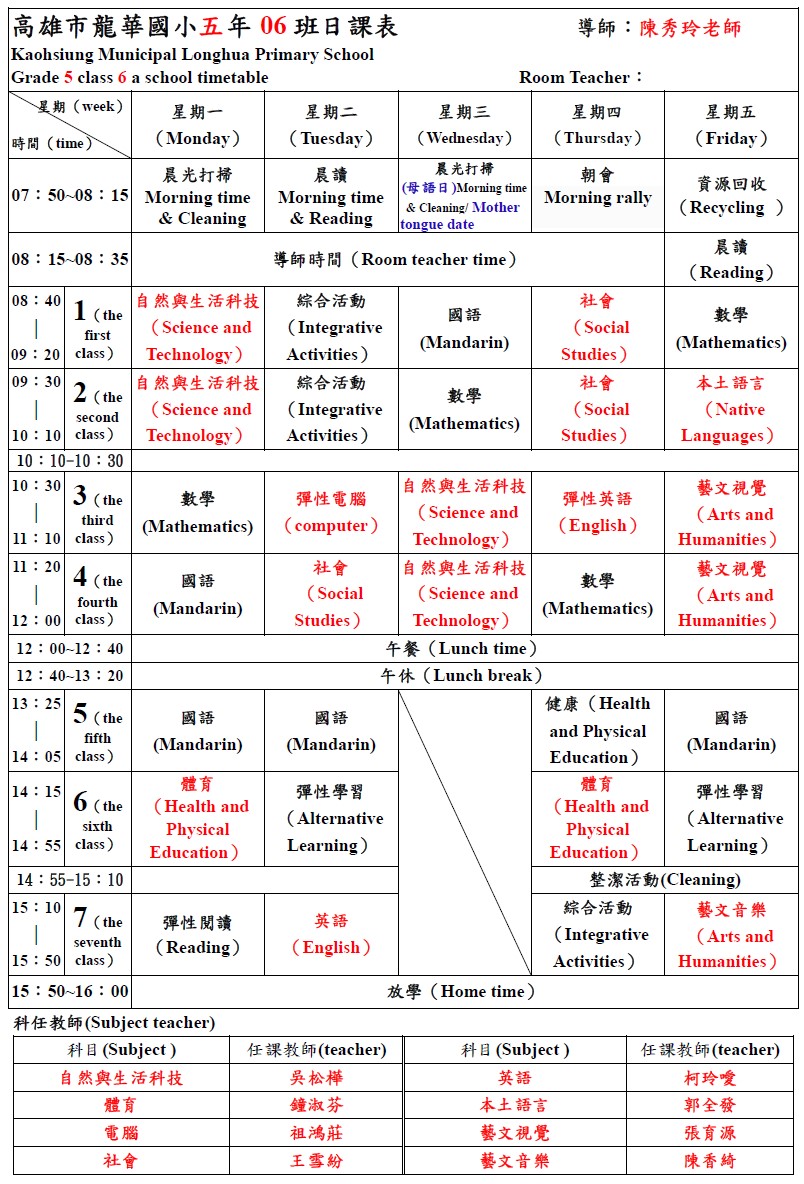 高雄市龍華國小五年 06 班日課表 導師：陳秀玲老師
Kaohsiung Municipal Longhua Primary School
Grade 5 class 6 a school timetable Room Teacher：
星期（week）
時間（time）
星期一
（Monday）
星期二
（Tuesday）
星期三
（Wednesday）
星期四
（Thursday）
星期五
（Friday）
07：50~08：15
晨光打掃
Morning time
& Cleaning
晨讀
Morning time
& Reading
晨光打掃
(母語日)Morning time
& Cleaning/ Mother
tongue date
朝會
Morning rally
資源回收
（Recycling ）
08：15~08：35
導師時間（Room teacher time）
晨讀
（Reading）
08：40
｜
09：20
1（the
first
class）
自然與生活科技
（Science and
Technology）
綜合活動
（Integrative
Activities）
國語
(Mandarin)
社會
（Social
Studies）
數學
(Mathematics)
09：30
｜
10：10
2（the
second
class）
自然與生活科技
（Science and
Technology）
綜合活動
（Integrative
Activities）
數學
(Mathematics)
社會
（Social
Studies）
本土語言
（Native
Languages）
10：10-10：30
10：30
｜
11：10
3（the
third
class）
數學
(Mathematics)
彈性電腦
（computer）
自然與生活科技
（Science and
Technology）
彈性英語
（English）
藝文視覺
（Arts and
Humanities）
11：20
｜
12：00
4（the
fourth
class）
國語
(Mandarin)
社會
（Social
Studies）
自然與生活科技
（Science and
Technology）
數學
(Mathematics)
藝文視覺
（Arts and
Humanities）
12：00~12：40
午餐（Lunch time）
12：40~13：20
午休（Lunch break）
13：25
｜
14：05
5（the
fifth
class）
國語
(Mandarin)
國語
(Mandarin)
健康（Health
and Physical
Education）
國語
(Mandarin)
14：15
｜
14：55
6（the
sixth
class）
體育
（Health and
Physical
Education）
彈性學習
（Alternative
Learning）
體育
（Health and
Physical
Education）
彈性學習
（Alternative
Learning）
14：55-15：10
整潔活動(Cleaning)
15：10
｜
15：50
7（the
seventh
class）
彈性閱讀
（Reading）
英語
（English）
綜合活動
（Integrative
Activities）
藝文音樂
（Arts and
Humanities）
15：50~16：00
放學（Home time）
科任教師(Subject teacher)
科目(Subject ) 任課教師(teacher) 科目(Subject ) 任課教師(teacher)
自然與生活科技 吳松樺 英語 柯玲噯
體育 鐘淑芬 本土語言 郭全發
電腦 祖鴻莊 藝文視覺 張育源
社會 王雪紛 藝文音樂 陳香綺